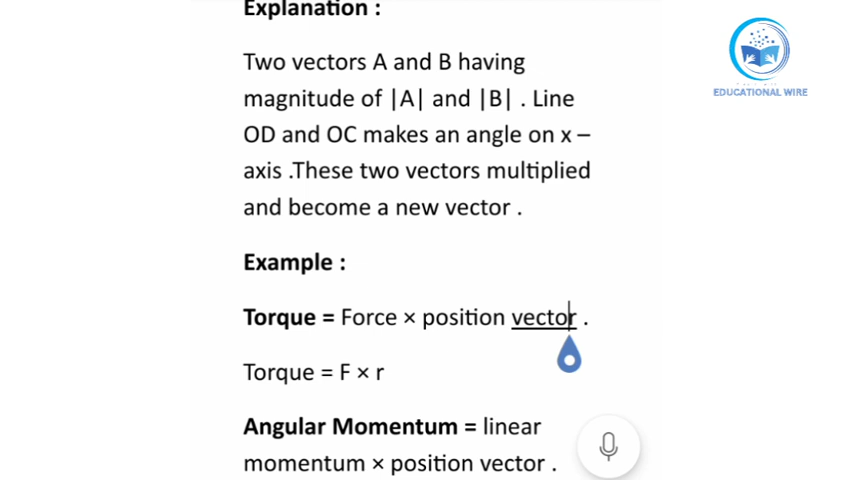 Explanation :
EDUCATIONAL WIRE
Two vectors A and B having
magnitude of |A| and |B| . Line
OD and OC makes an angle on x –
axis .These two vectors multiplied
and become a new vector .
Example :
Torque = Force × position vector .
Torque = F × r
Angular Momentum = linear
momentum × position vector .